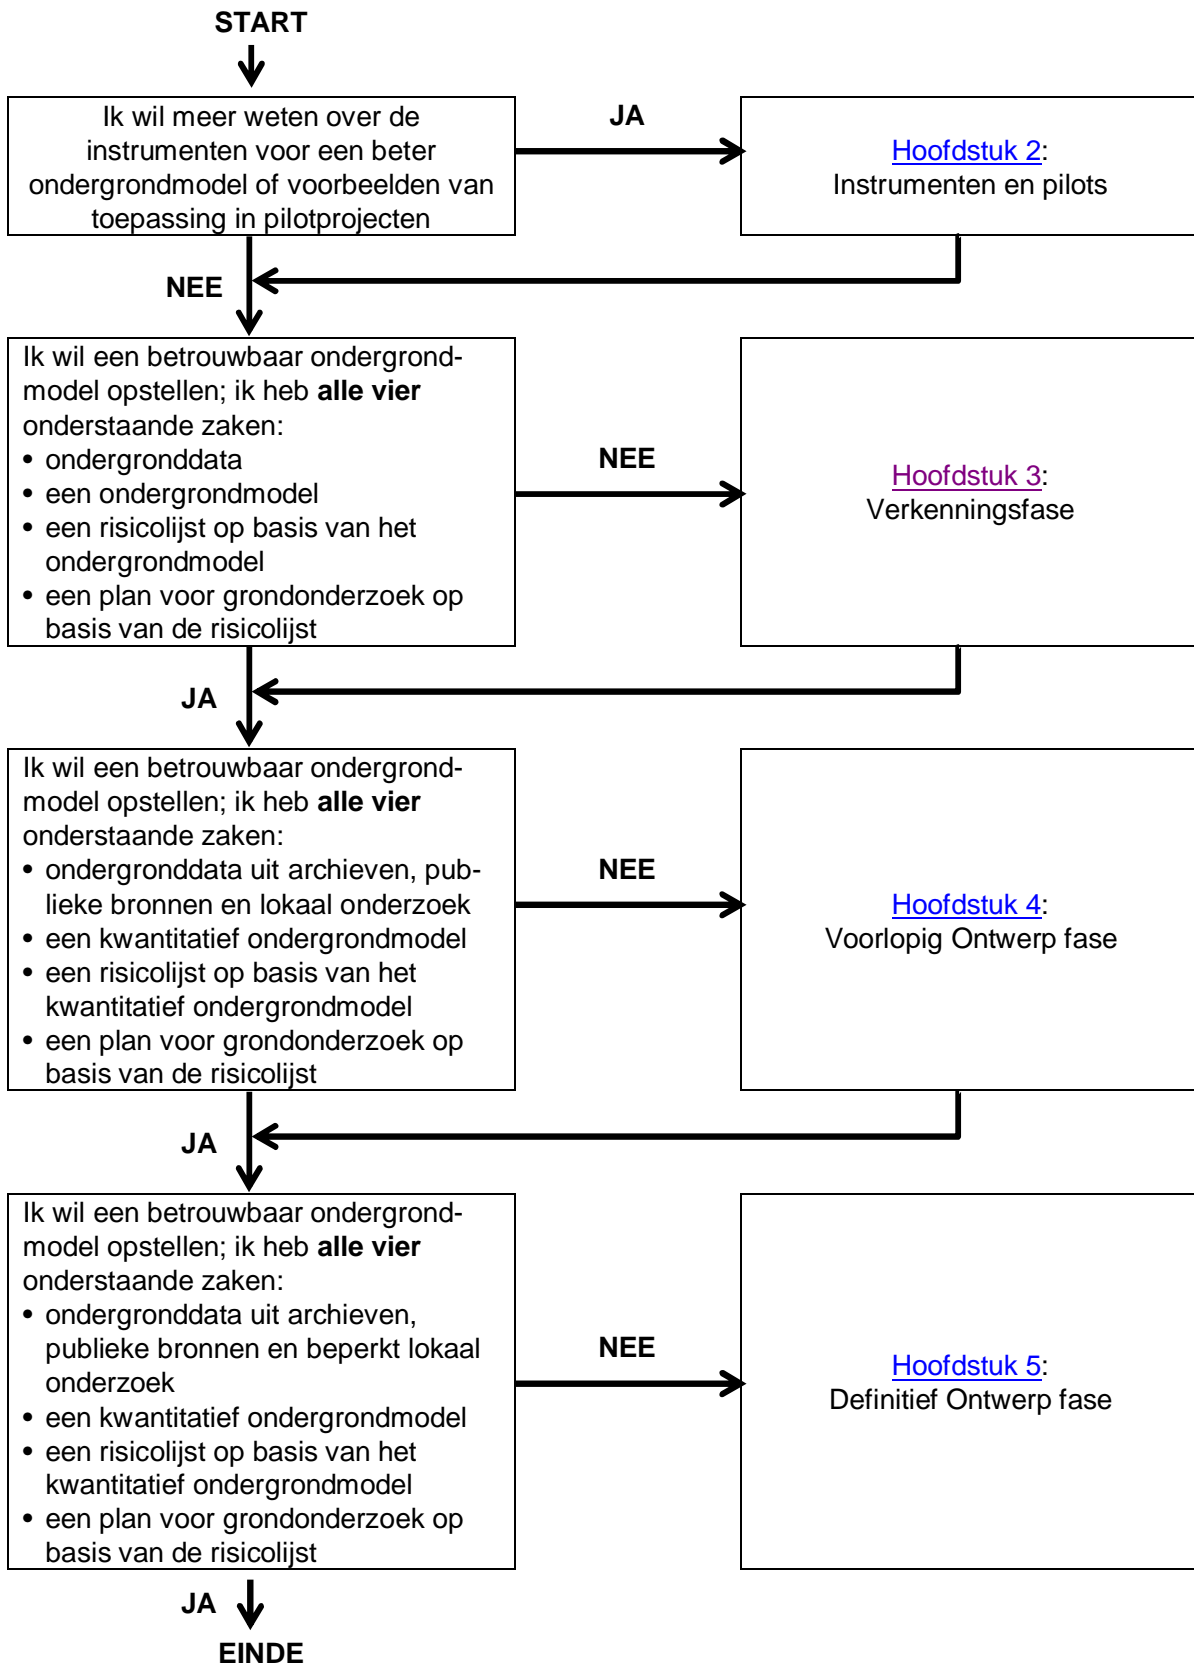 START
Ik wil meer weten over de
instrumenten voor een beter
ondergrondmodel of voorbeelden van
toepassing in pilotprojecten
JA
Hoofdstuk 2:
Instrumenten en pilots
NEE
Ik wil een betrouwbaar ondergrond-
model opstellen; ik heb alle vier
onderstaande zaken:
• ondergronddata
• een ondergrondmodel
• een risicolijst op basis van het
ondergrondmodel
• een plan voor grondonderzoek op
basis van de risicolijst
NEE
Hoofdstuk 3:
Verkenningsfase
JA
Ik wil een betrouwbaar ondergrond-
model opstellen; ik heb alle vier
onderstaande zaken:
• ondergronddata uit archieven, pub-
lieke bronnen en lokaal onderzoek
• een kwantitatief ondergrondmodel
• een risicolijst op basis van het
kwantitatief ondergrondmodel
• een plan voor grondonderzoek op
basis van de risicolijst
NEE
Hoofdstuk 4:
Voorlopig Ontwerp fase
JA
Ik wil een betrouwbaar ondergrond-
model opstellen; ik heb alle vier
onderstaande zaken:
• ondergronddata uit archieven,
publieke bronnen en beperkt lokaal
onderzoek
• een kwantitatief ondergrondmodel
• een risicolijst op basis van het
kwantitatief ondergrondmodel
• een plan voor grondonderzoek op
basis van de risicolijst
NEE
Hoofdstuk 5:
Definitief Ontwerp fase
JA
EINDE